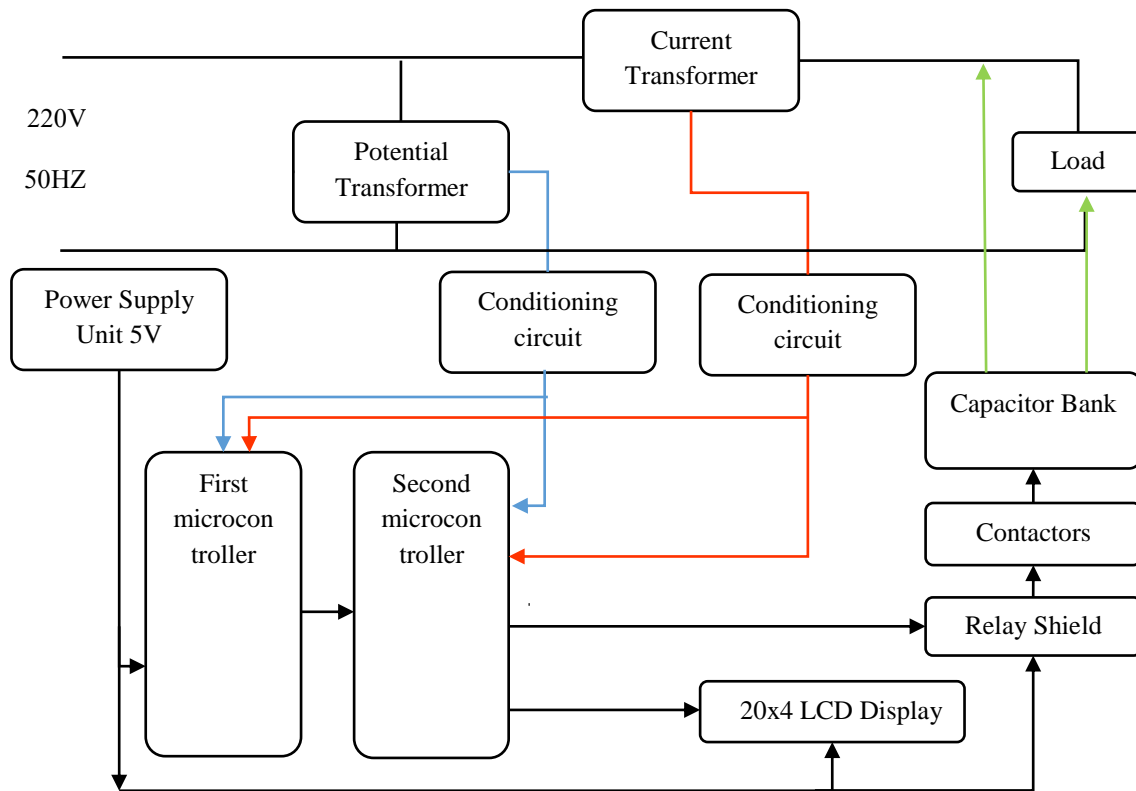 Current
Transformer
220V
50HZ
Potential
Transformer
Load
Power Supply
Unit 5V
Conditioning
circuit
Conditioning
circuit
Capacitor Bank
First
microcon
troller
Second
microcon
troller
Contactors
Relay Shield
20x4 LCD Display